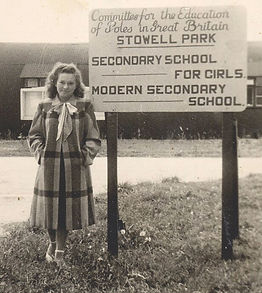 Committee for the Education
of Poles in Great Britain
STOWELL PARK
SECONDARY SCHOOL
FOR GIRLS
MODERN SECONDARY
SCHOOL